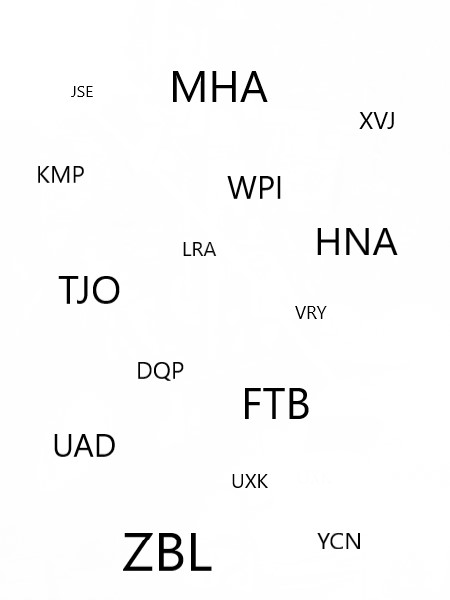 JSE
MHA
XVJ
KMP
WPI
HNA
LRA
TJO
VRY
DQP
FTB
UAD
UXK
YCN
ZBL